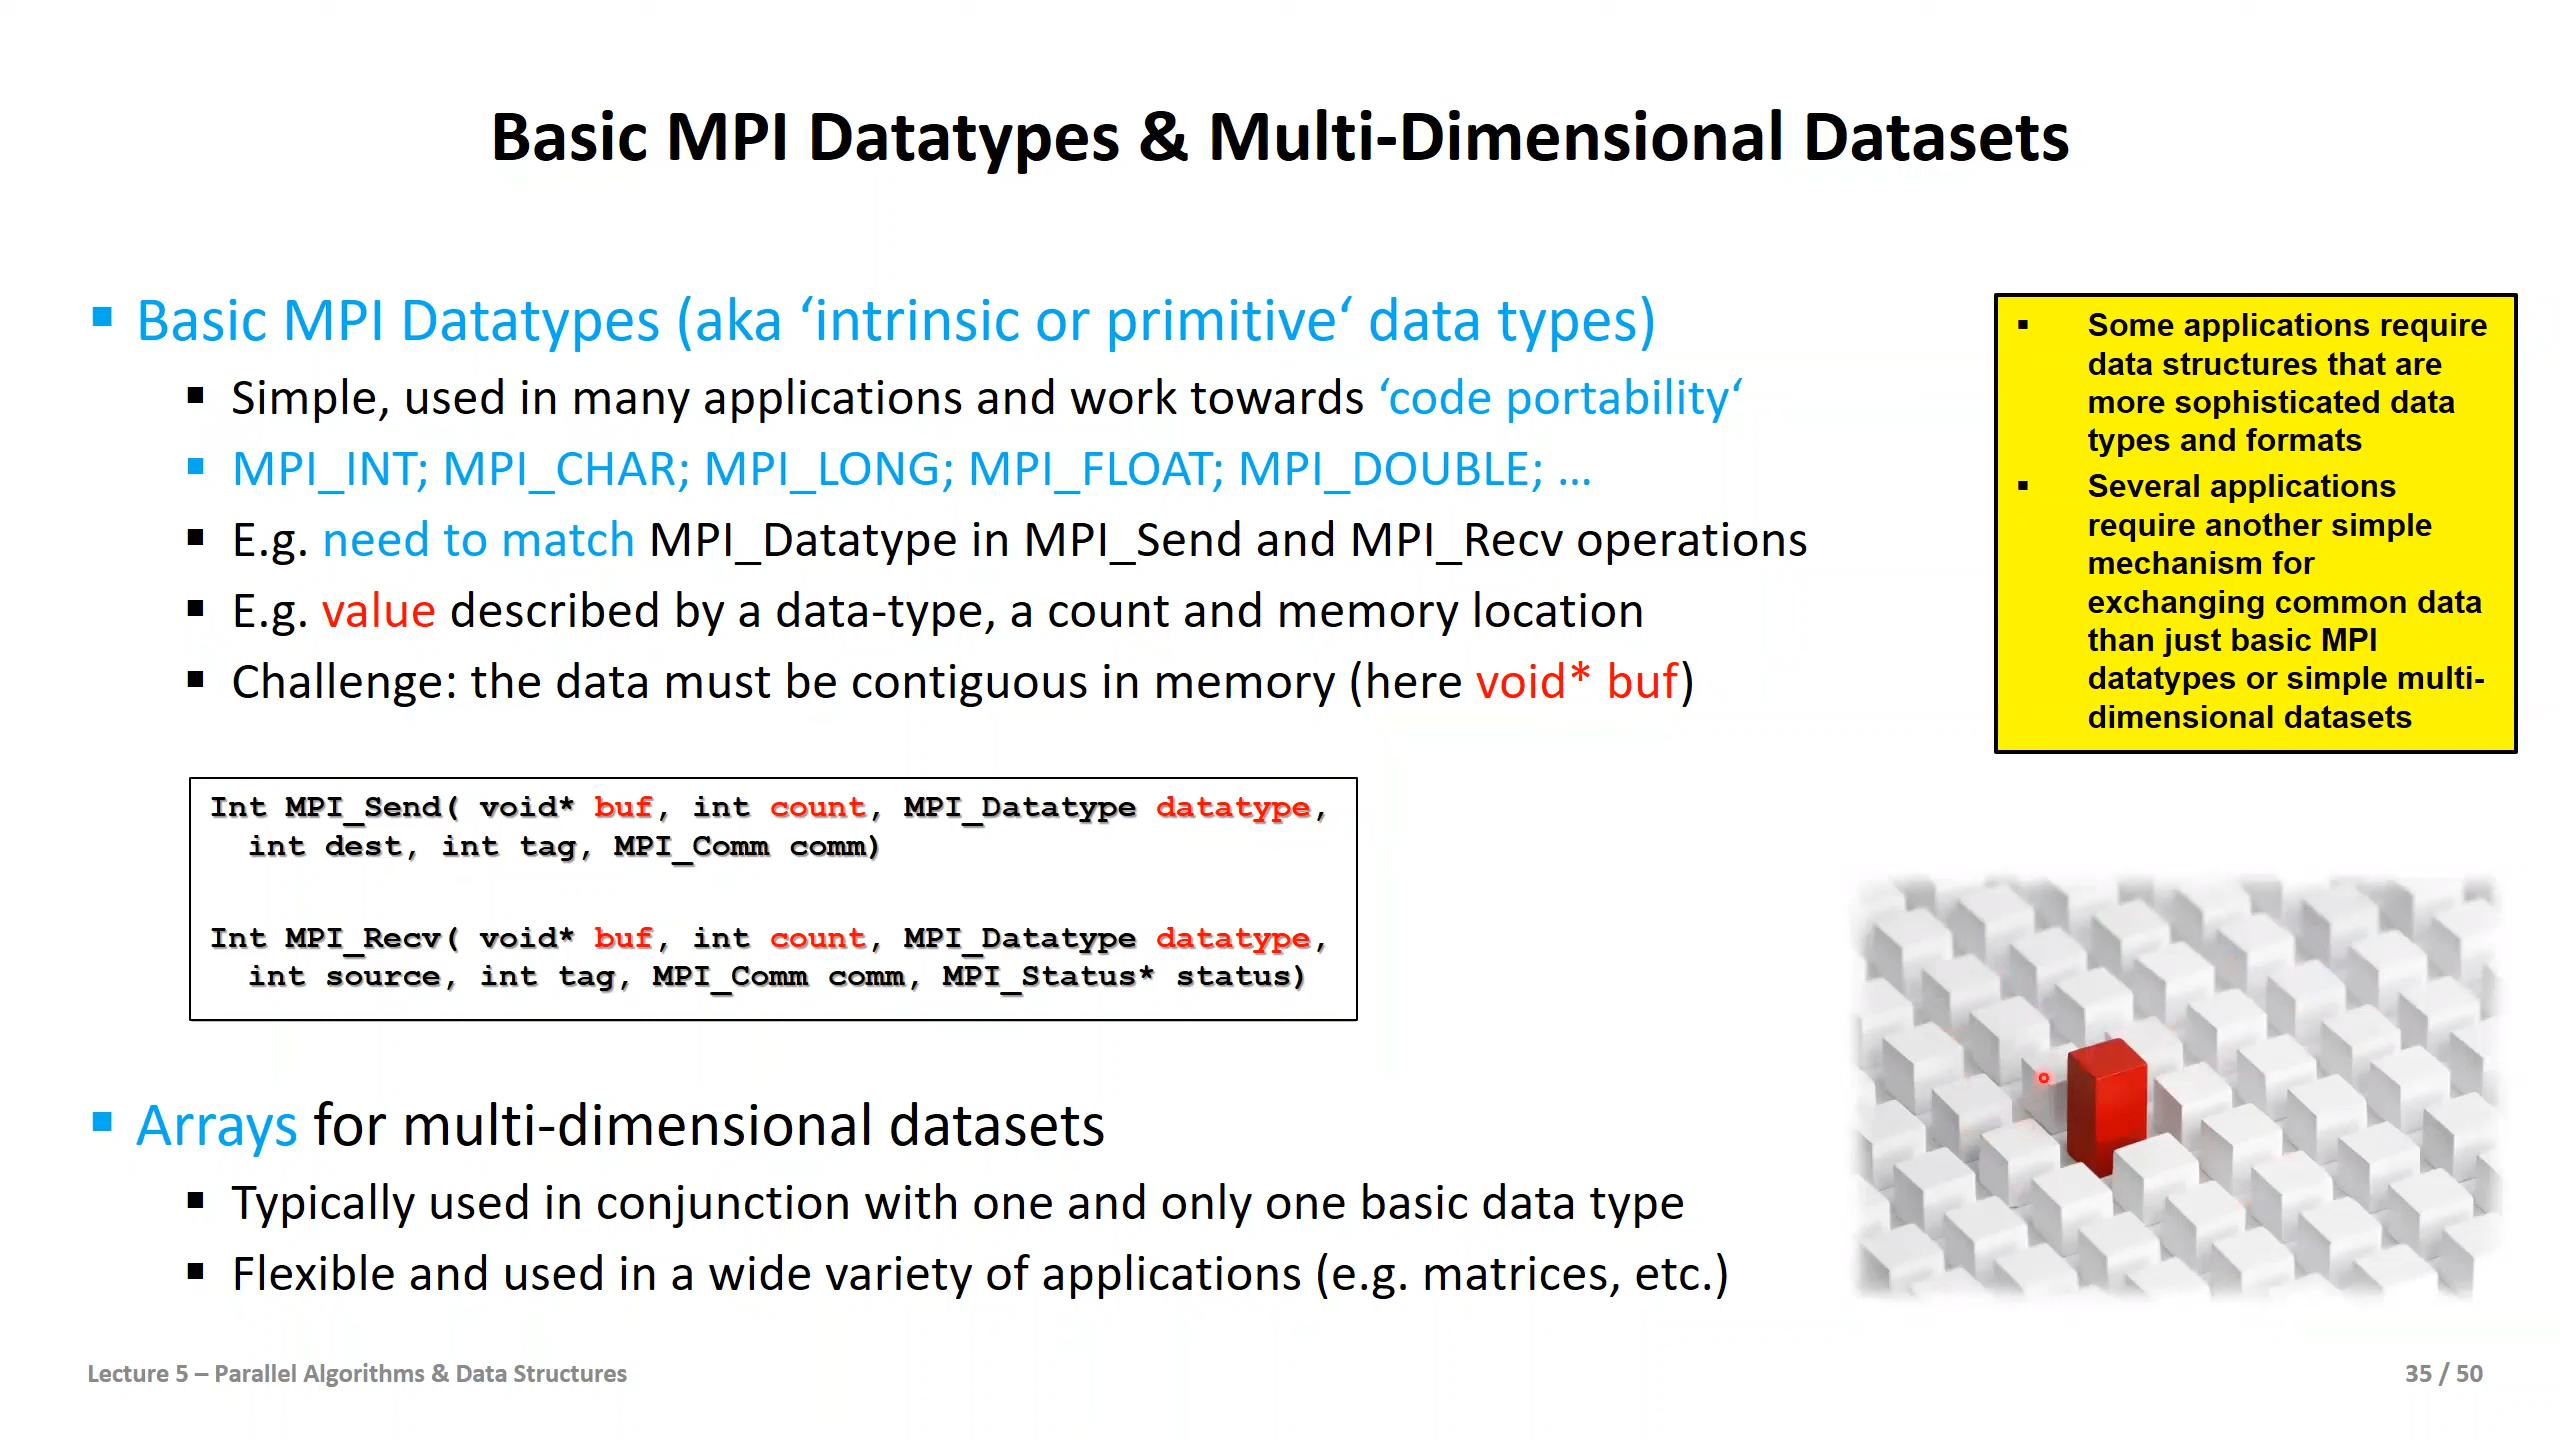 Basic MPI Datatypes & Multi-Dimensional Datasets
Basic MPI Datatypes (aka ‘intrinsic or primitive‘ data types)
Simple, used in many applications and work towards ‘code portability‘
MPI_INT; MPI_CHAR; MPI_LONG; MPI_FLOAT; MPI_DOUBLE; …
E.g. need to match MPI_Datatype in MPI_Send and MPI_Recv operations
E.g. value described by a data-type, a count and memory location
Challenge: the data must be contiguous in memory (here void* buf)
Int MPI_Send( void* buf, int count, MPI_Datatype datatype,
int dest, int tag, MPI_Comm comm)
Int MPI_Recv( void* buf, int count, MPI_Datatype datatype,
int source, int tag, MPI_Comm comm, MPI_Status* status)
Arrays for multi-dimensional datasets
Typically used in conjunction with one and only one basic data type
Flexible and used in a wide variety of applications (e.g. matrices, etc.)
Some applications require
data structures that are
more sophisticated data
types and formats
Several applications
require another simple
mechanism for
exchanging common data
than just basic MPI
datatypes or simple multi-
dimensional datasets
Lecture 5 – Parallel Algorithms & Data Structures
35 / 50